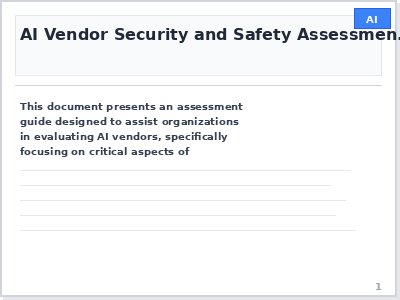 AI
AI Vendor Security and Safety Assessmen.
This document presents an assessment
guide designed to assist organizations
in evaluating AI vendors, specifically
focusing on critical aspects of
1